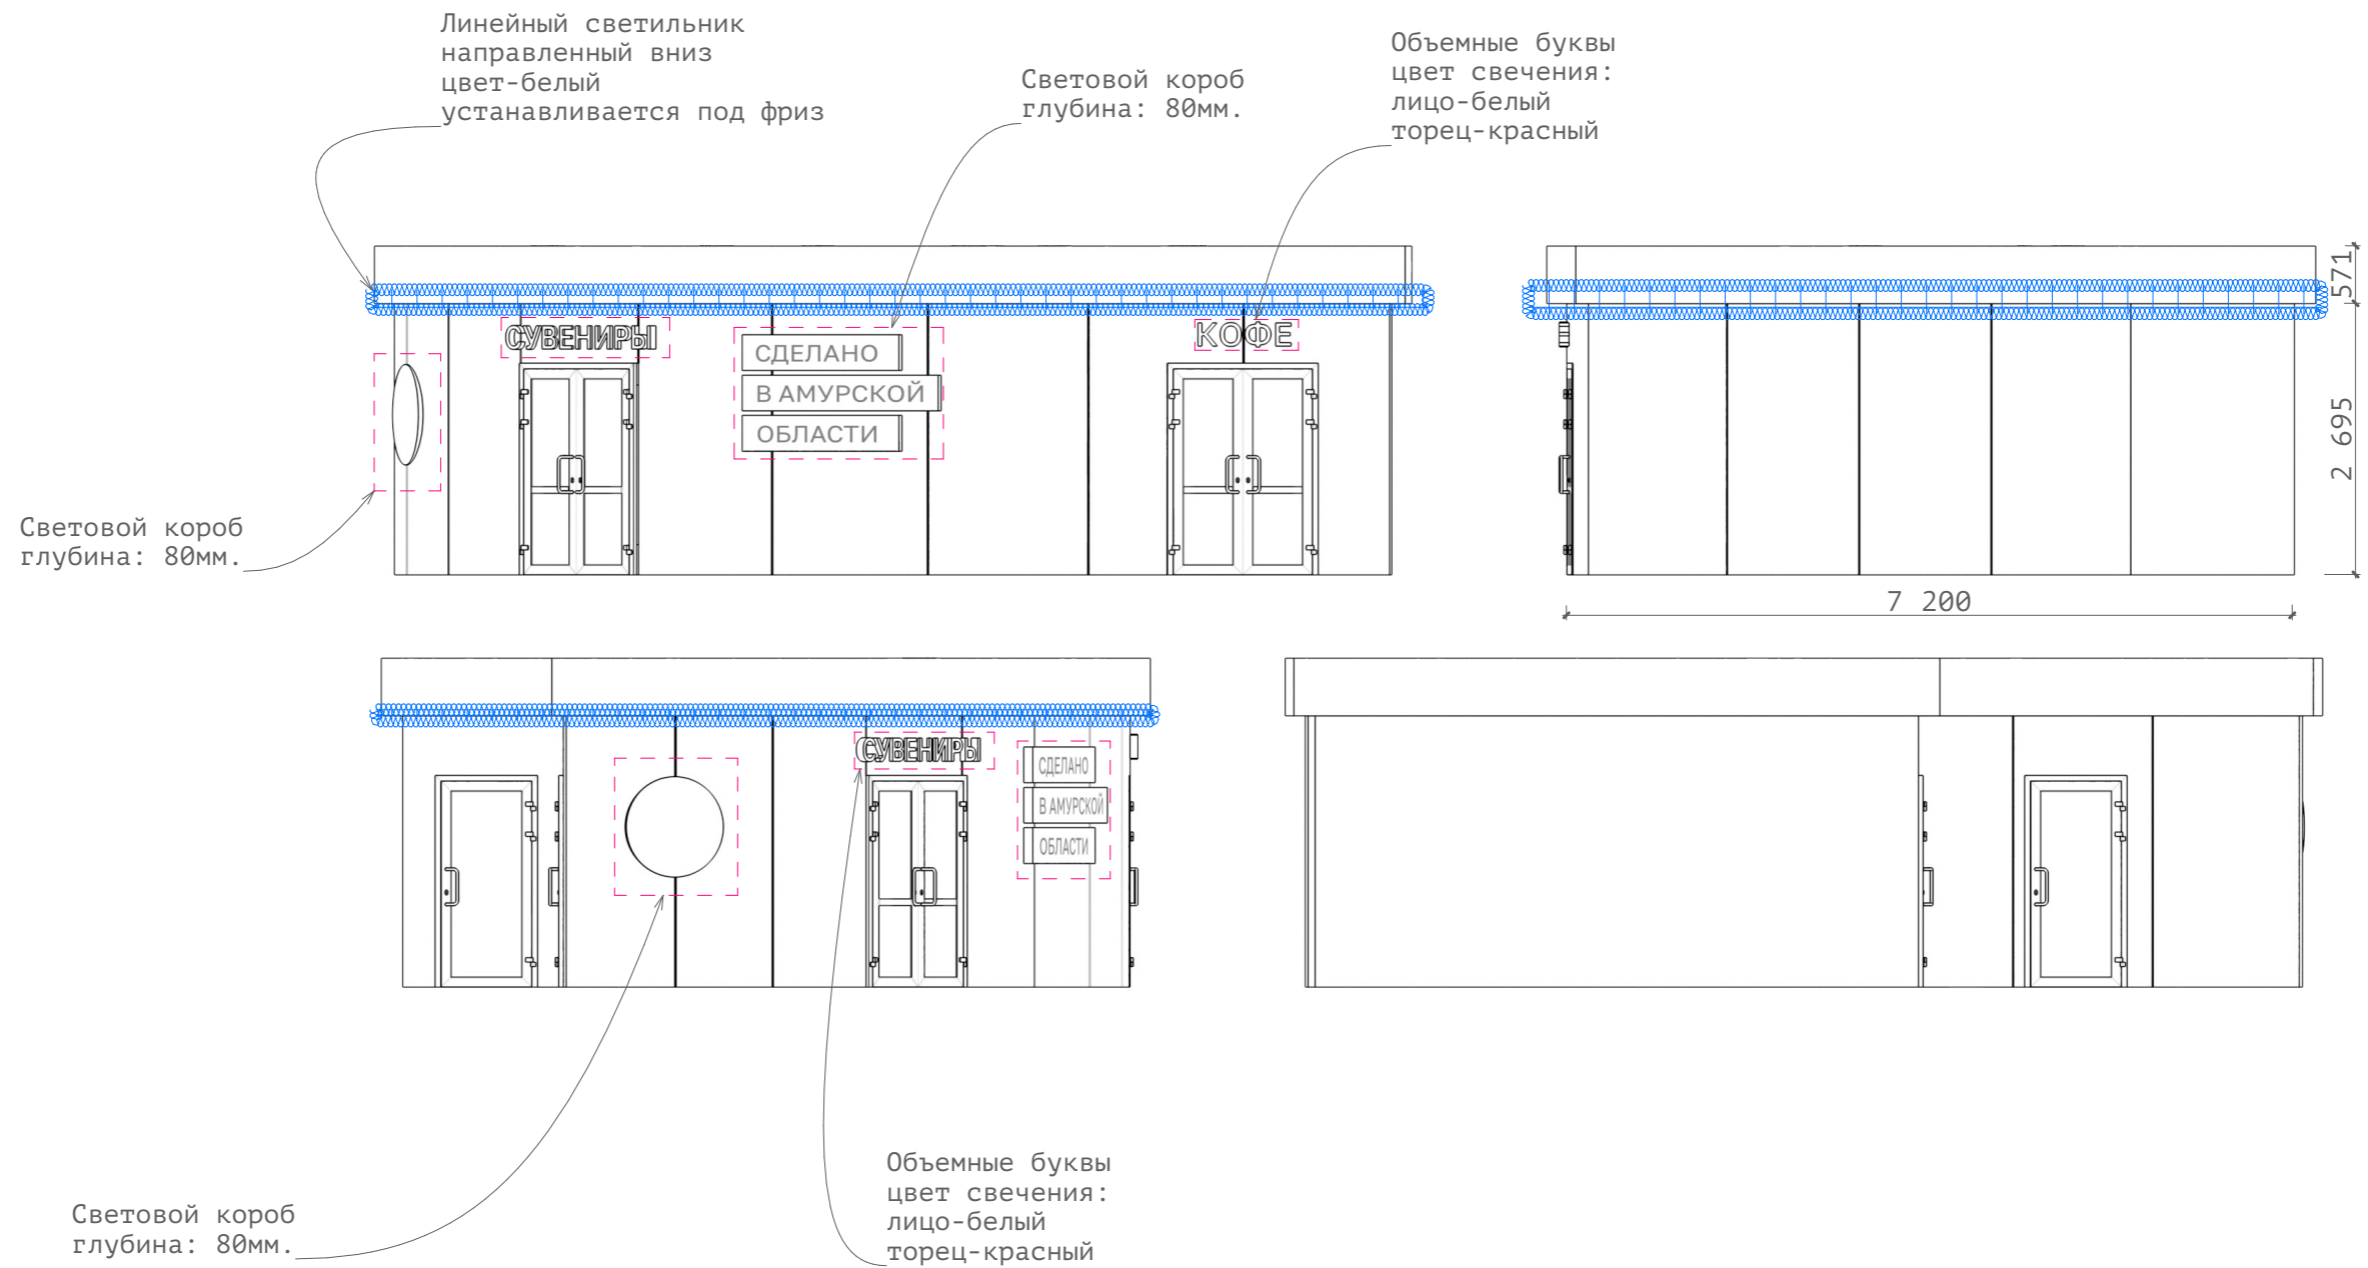 Линейный светильник
направленный вниз
цвет-белый
устанавливается под фриз
Световой короб
глубина: 80мм.
Объемные буквы
цвет свечения:
лицо-белый
торец-красный
СУВЕНИРЫ
СДЕЛАНО
В АМУРСКОЙ
ОБЛАСТИ
КОФЕ
571
2 695
7 200
Световой короб
глубина: 80мм.
СУВЕНИРЫ
СДЕЛАНО
В АМУРСКОЙ
ОБЛАСТИ
Световой короб
глубина: 80мм.
Объемные буквы
цвет свечения:
лицо-белый
торец-красный